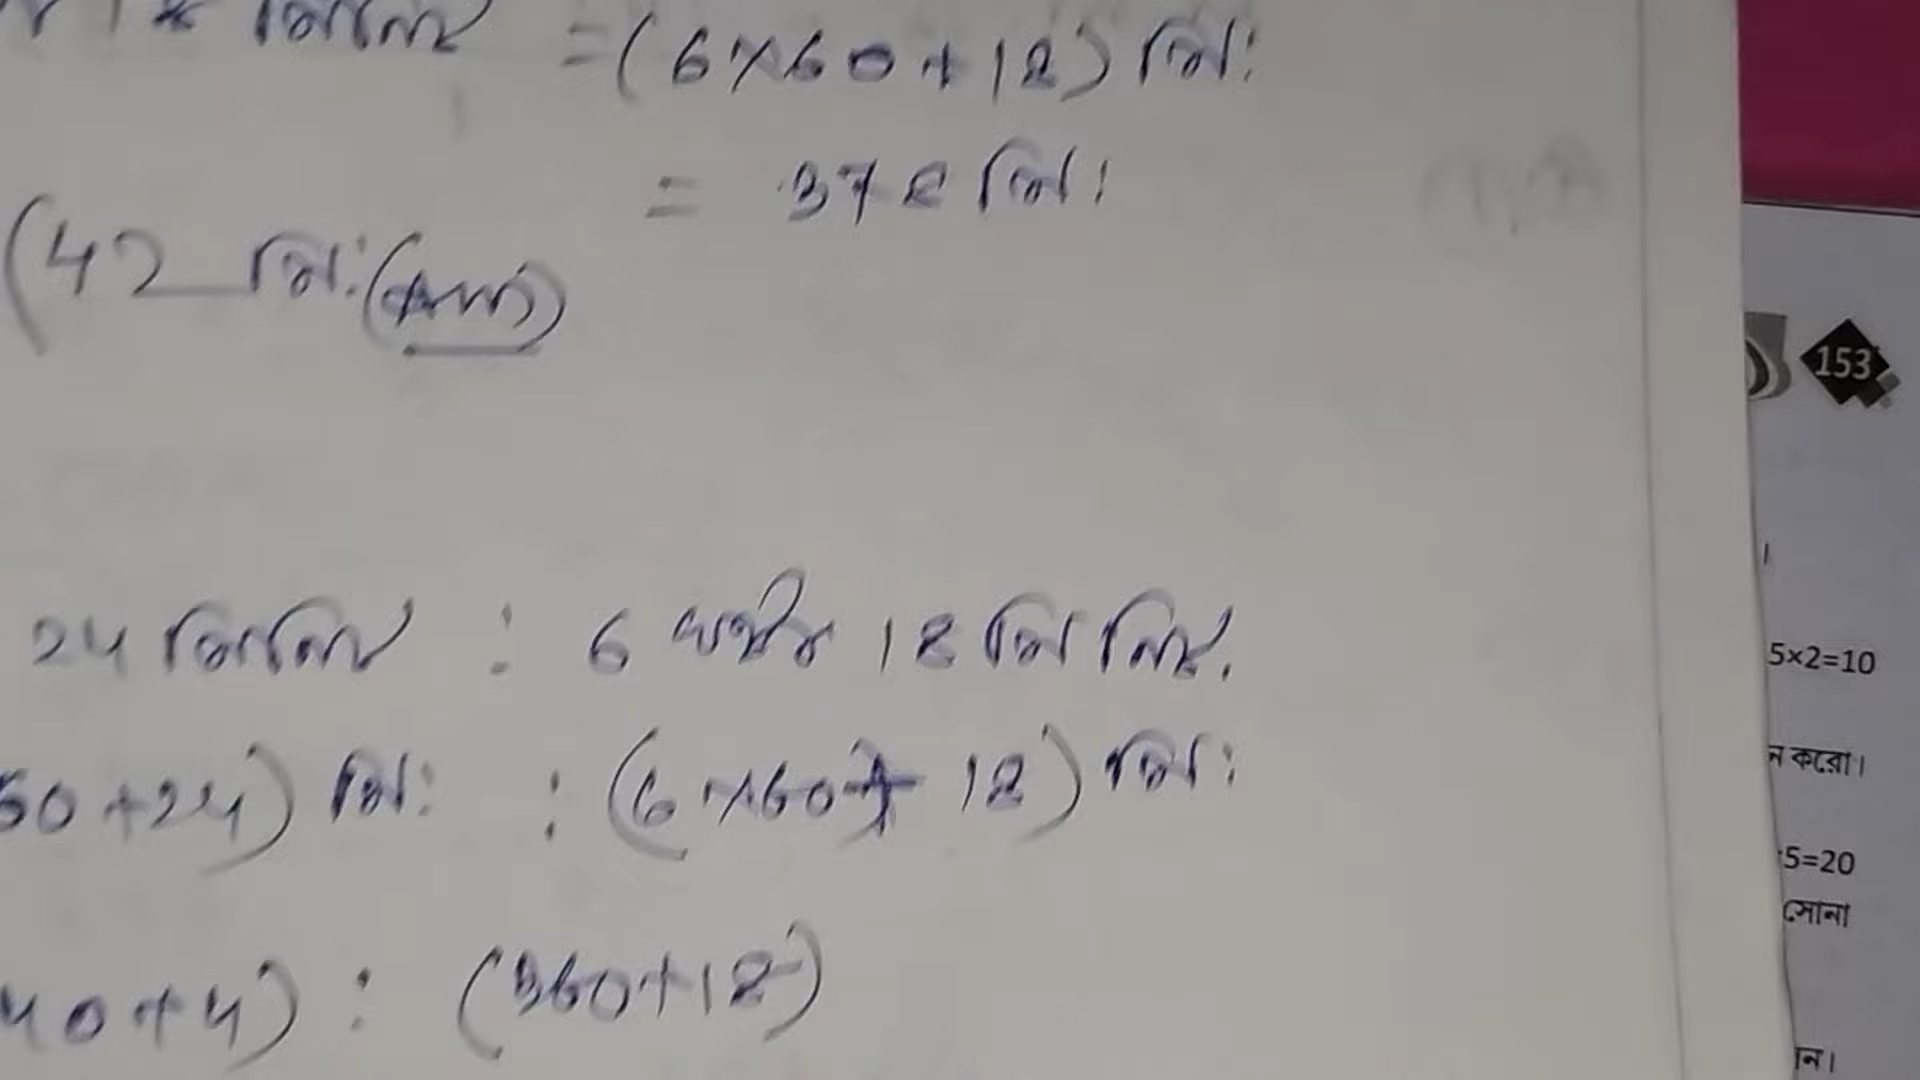 12 মিনিট = (6×60+12) মি:
= 372 মি:
(42 মি: (Ans)
24 মিনিট : 6 ঘন্টা 12 মিনিট.
60+24) মি: : (6×60+12) মি:
40+4) : (360+12)
153
।
5×2=10
ন করো।
5=20
সোনা
ন।